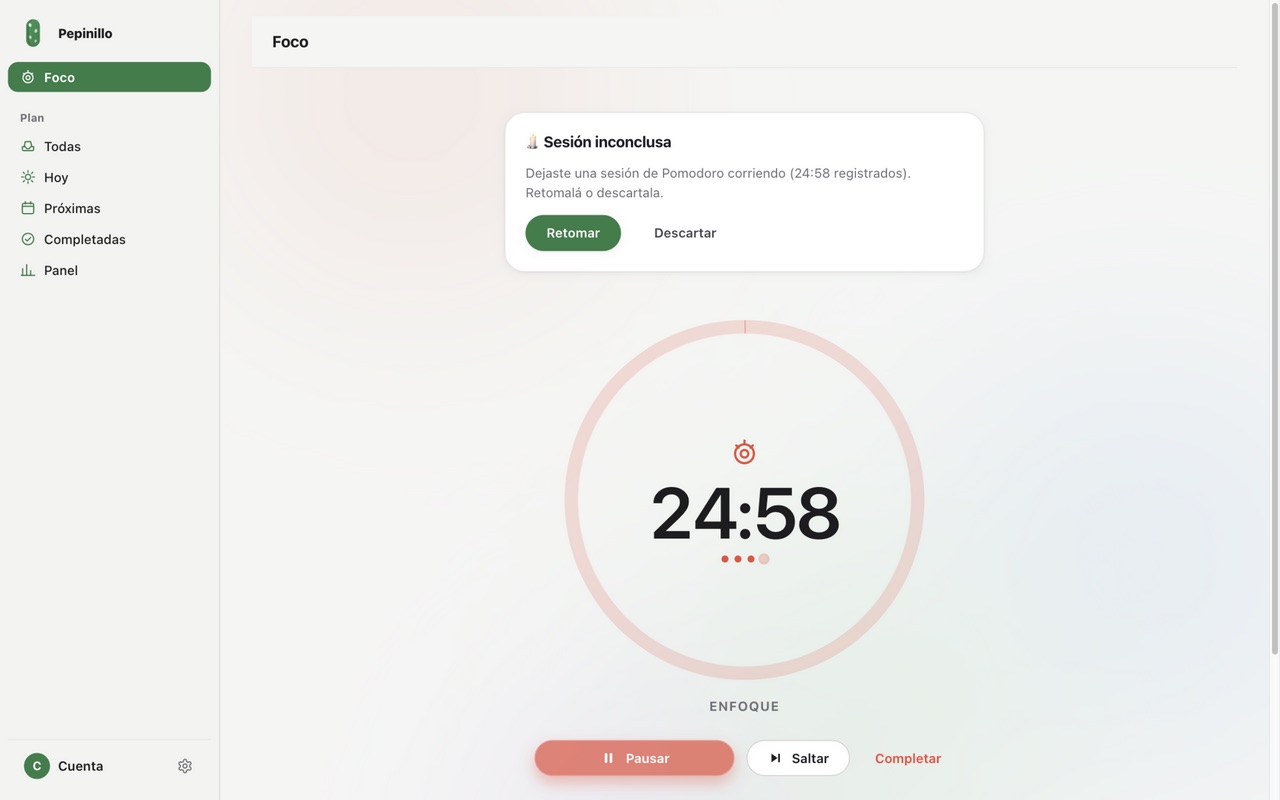 Pepinillo
Foco
Plan
Todas
Hoy
Próximas
Completadas
Panel
C Cuenta
Foco
Sesión inconclusa
Dejaste una sesión de Pomodoro corriendo (24:58 registrados).
Retomalá o descartala.
Retomar Descartar
24:58
ENFOQUE
Pausar Saltar Completar